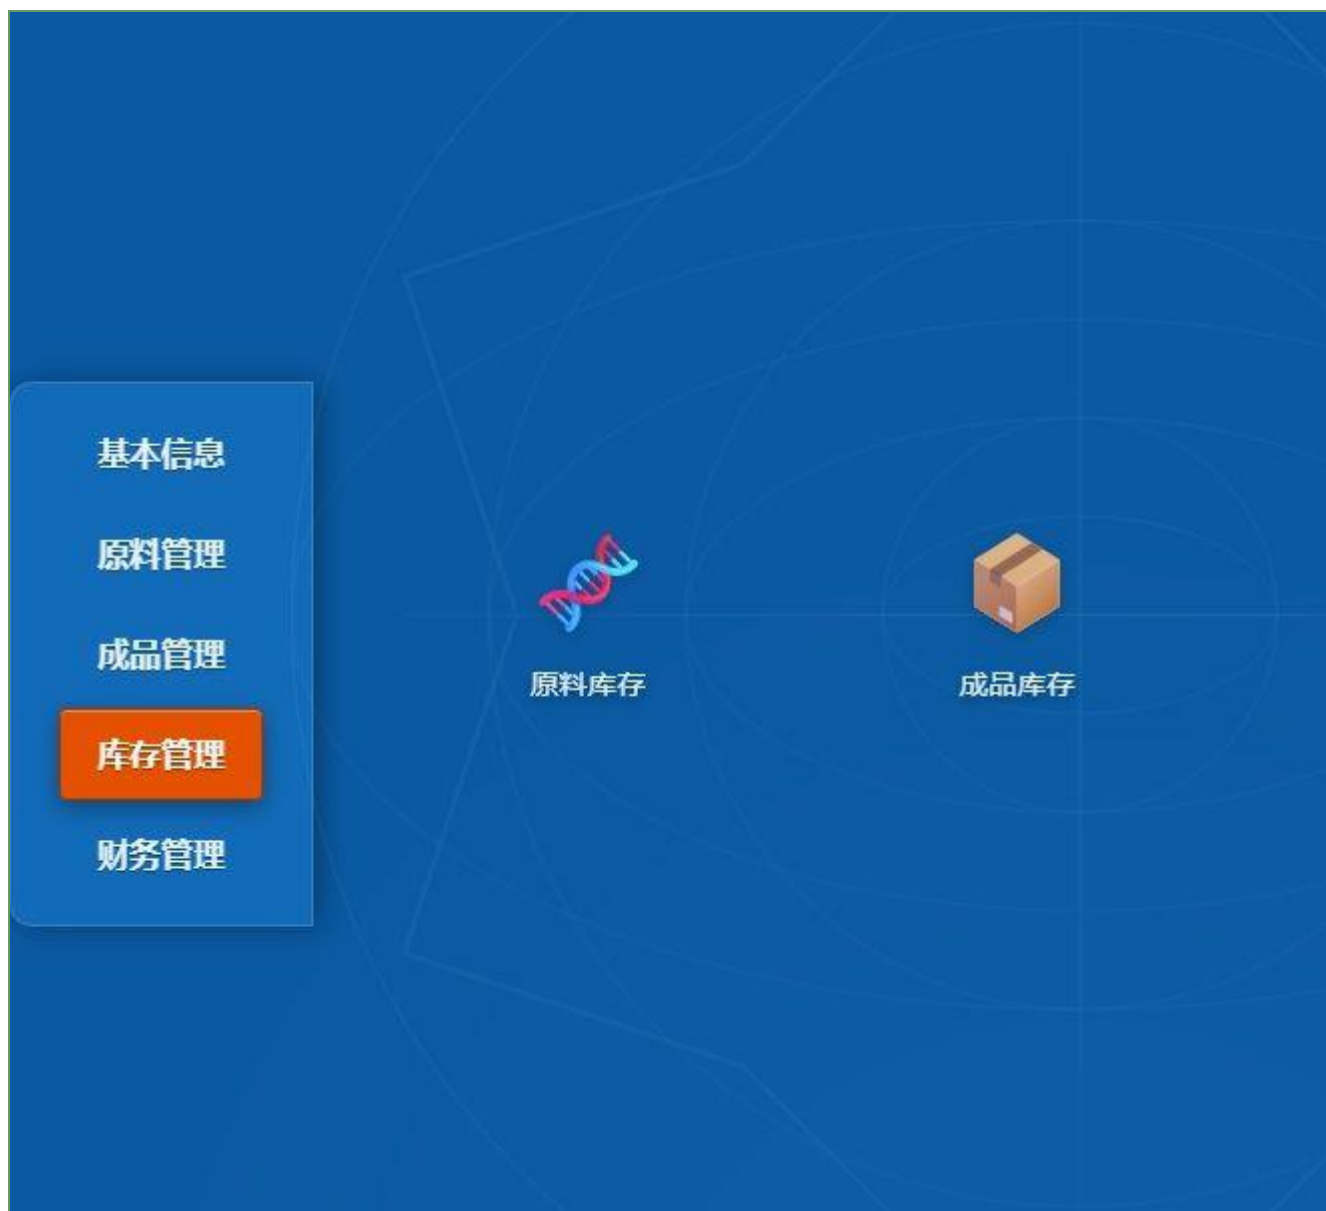 基本信息
原料管理
成品管理
库存管理
财务管理
原料库存
成品库存